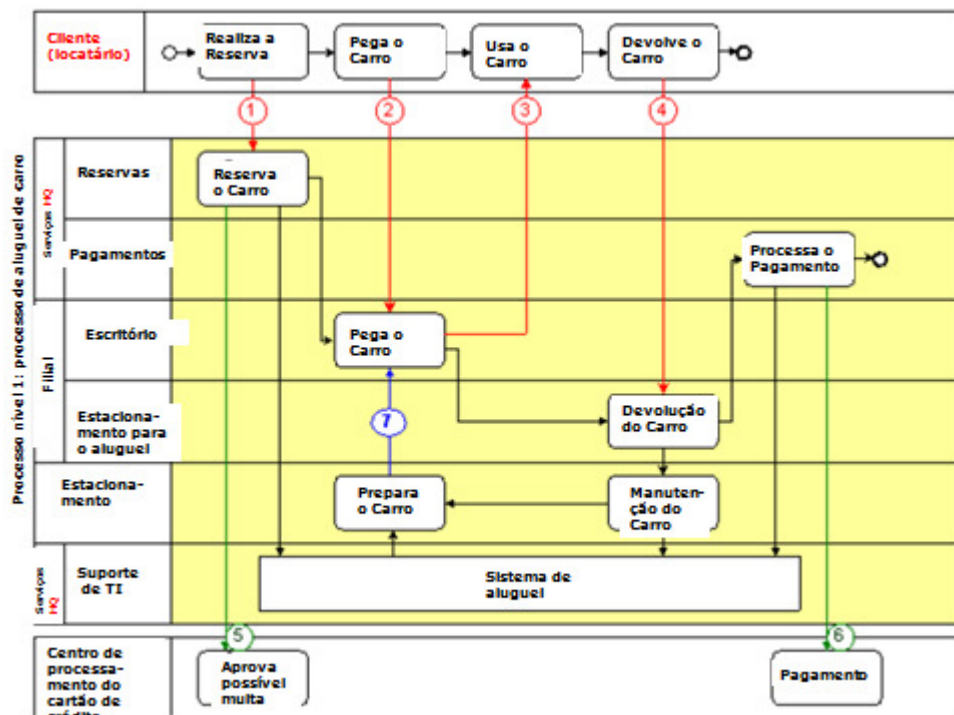 Cliente
(locatário)
Realiza a
Reserva
Pega o
Carro
Usa o
Carro
Devolve o
Carro
1
2
3
4
Processo nível 1: processo de aluguel de carro
Serviços HQ
Reservas
Reserva
o Carro
Pagamentos
Processa o
Pagamento
Filial
Escritório
Pega o
Carro
Estaciona-
mento para
o aluguel
7
Devolução
do Carro
Estaciona-
mento
Prepara
o Carro
Manuten-
ção do
Carro
Serviços
HQ
Suporte
de TI
Sistema de
aluguel
5
6
Centro de
processa-
mento do
cartão de
crédito
Aprova
possível
multa
Pagamento